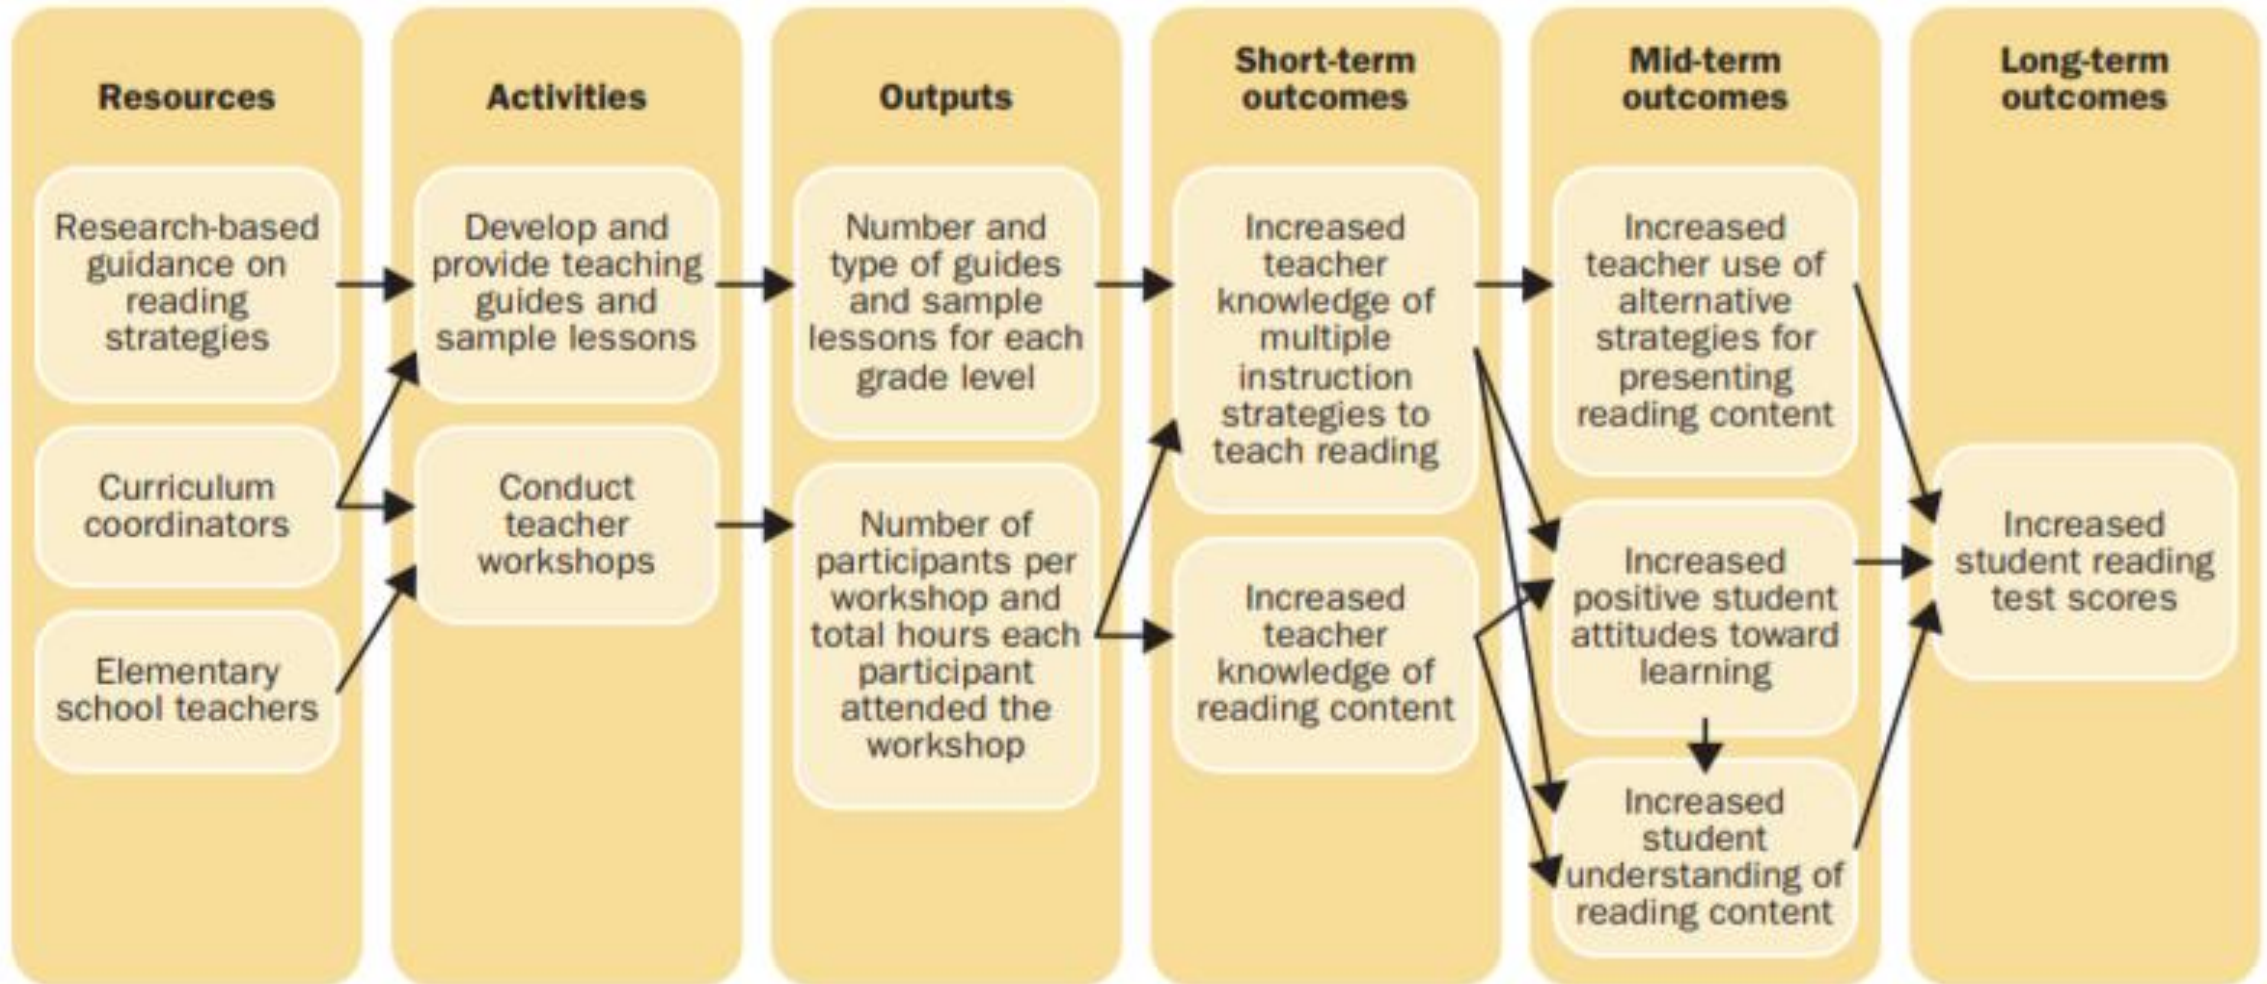 Resources
Research-based
guidance on
reading
strategies
Curriculum
coordinators
Elementary
school teachers
Activities
Develop and
provide teaching
guides and
sample lessons
Conduct
teacher
workshops
Outputs
Number and
type of guides
and sample
lessons for each
grade level
Number of
participants per
workshop and
total hours each
participant
attended the
workshop
Short-term
outcomes
Increased
teacher
knowledge of
multiple
instruction
strategies to
teach reading
Increased
teacher
knowledge of
reading content
Mid-term
outcomes
Increased
teacher use of
alternative
strategies for
presenting
reading content
Increased
positive student
attitudes toward
learning
Increased
student
understanding of
reading content
Long-term
outcomes
Increased
student reading
test scores